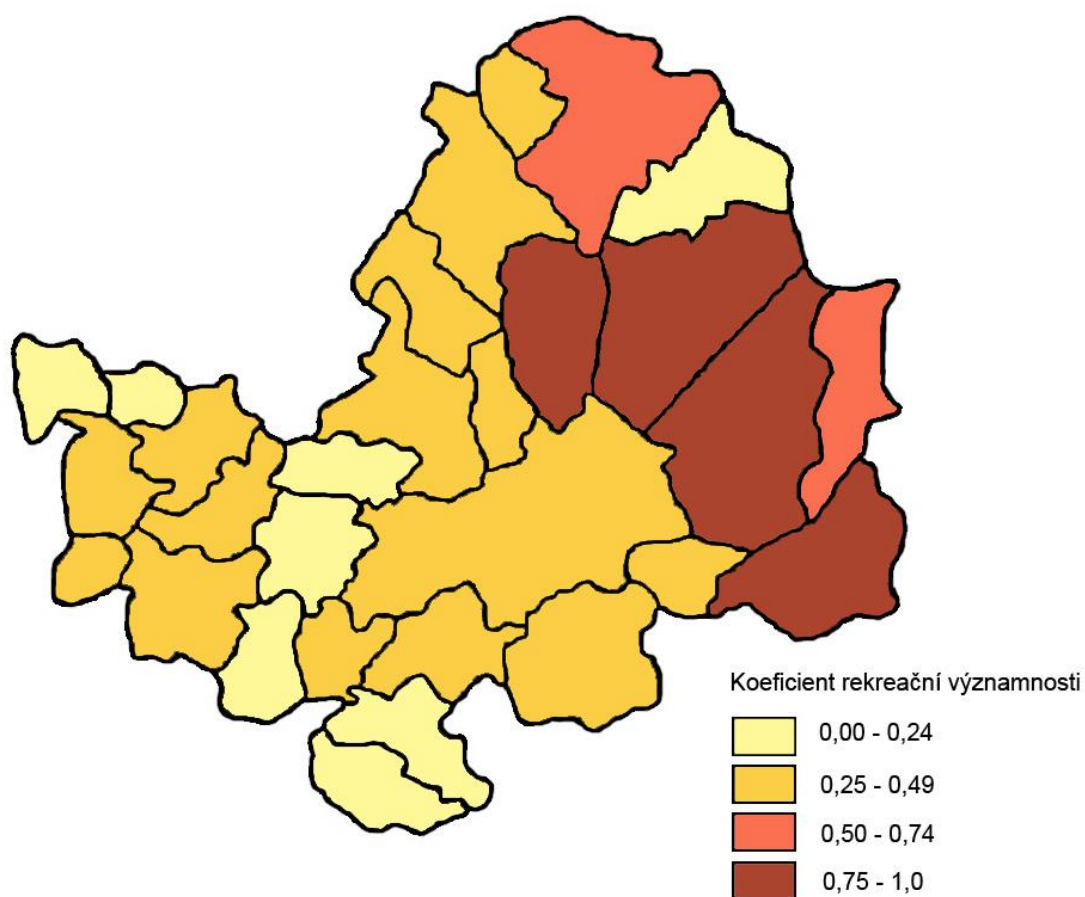 Koeficient rekreační významnosti
0,00 - 0,24
0,25 - 0,49
0,50 - 0,74
0,75 - 1,0